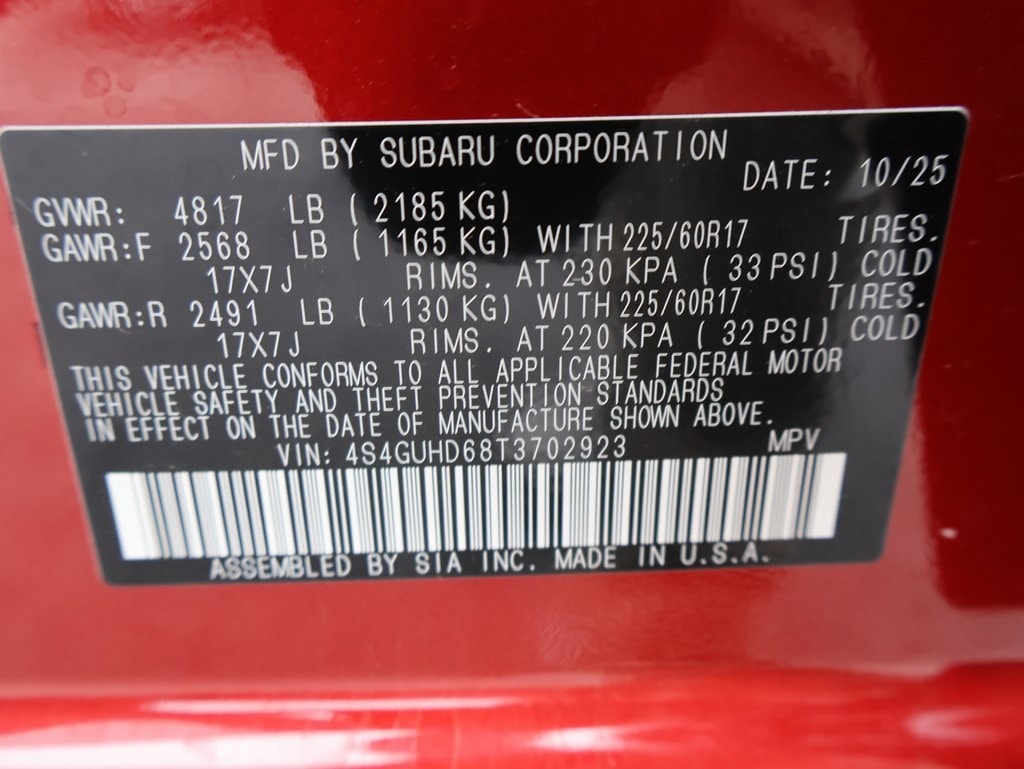 MFD BY SUBARU CORPORATION
DATE: 10/25
GVWR: 4817 LB ( 2185 KG)
GAWR:F 2568 LB ( 1165 KG) WITH 225/60R17 TIRES.
17X7J RIMS. AT 230 KPA ( 33 PSI) COLD
GAWR:R 2491 LB ( 1130 KG) WITH 225/60R17 TIRES.
17X7J RIMS. AT 220 KPA ( 32 PSI) COLD
THIS VEHICLE CONFORMS TO ALL APPLICABLE FEDERAL MOTOR
VEHICLE SAFETY AND THEFT PREVENTION STANDARDS
IN EFFECT ON THE DATE OF MANUFACTURE SHOWN ABOVE.
VIN: 4S4GUHD68T3702923 MPV
ASSEMBLED BY SIA INC. MADE IN U.S.A.